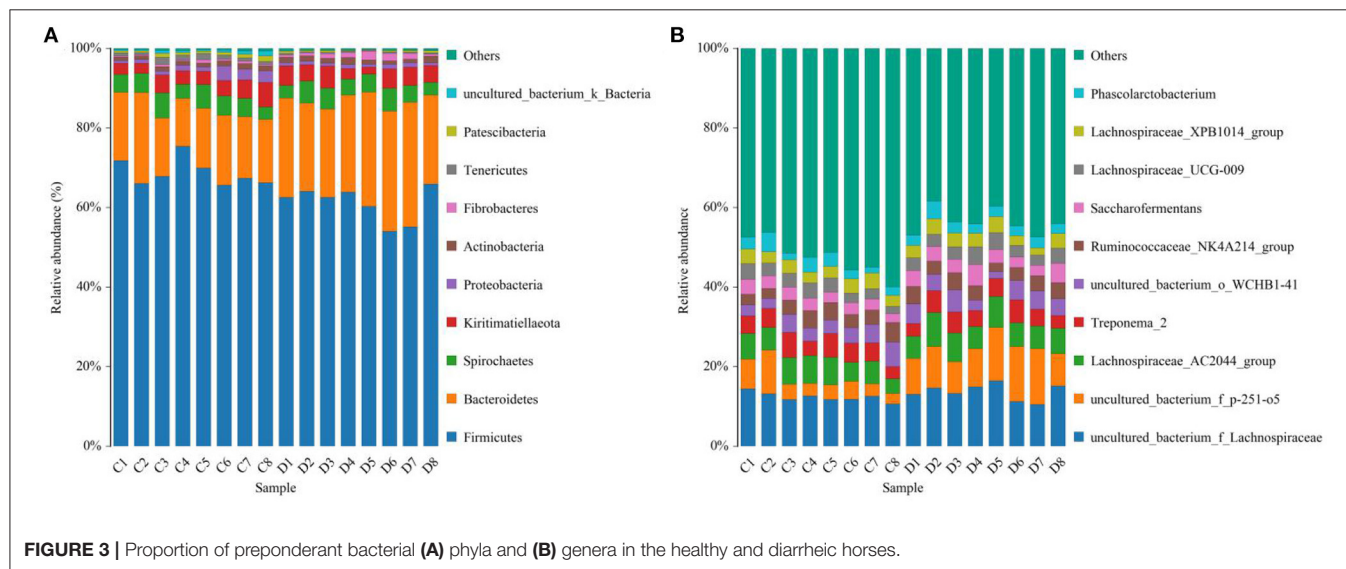 A
100%
80%
60%
40%
20%
0%
Relative abundance (%)
C1 C2 C3 C4 C5 C6 C7 C8 D1 D2 D3 D4 D5 D6 D7 D8
Sample
Others
uncultured_bacterium_k_Bacteria
Patescibacteria
Tenericutes
Fibrobacteres
Actinobacteria
Proteobacteria
Kiritimatiellaeota
Spirochaetes
Bacteroidetes
Firmicutes
B
100%
80%
60%
40%
20%
0%
Relative abundance
C1 C2 C3 C4 C5 C6 C7 C8 D1 D2 D3 D4 D5 D6 D7 D8
Sample
Others
Phascolarctobacterium
Lachnospiraceae_XPB1014_group
Lachnospiraceae_UCG-009
Saccharofermentans
Ruminococcaceae_NK4A214_group
uncultured_bacterium_o_WCHB1-41
Treponema_2
Lachnospiraceae_AC2044_group
uncultured_bacterium_f_p-251-o5
uncultured_bacterium_f_Lachnospiraceae
FIGURE 3 | Proportion of preponderant bacterial (A) phyla and (B) genera in the healthy and diarrheic horses.